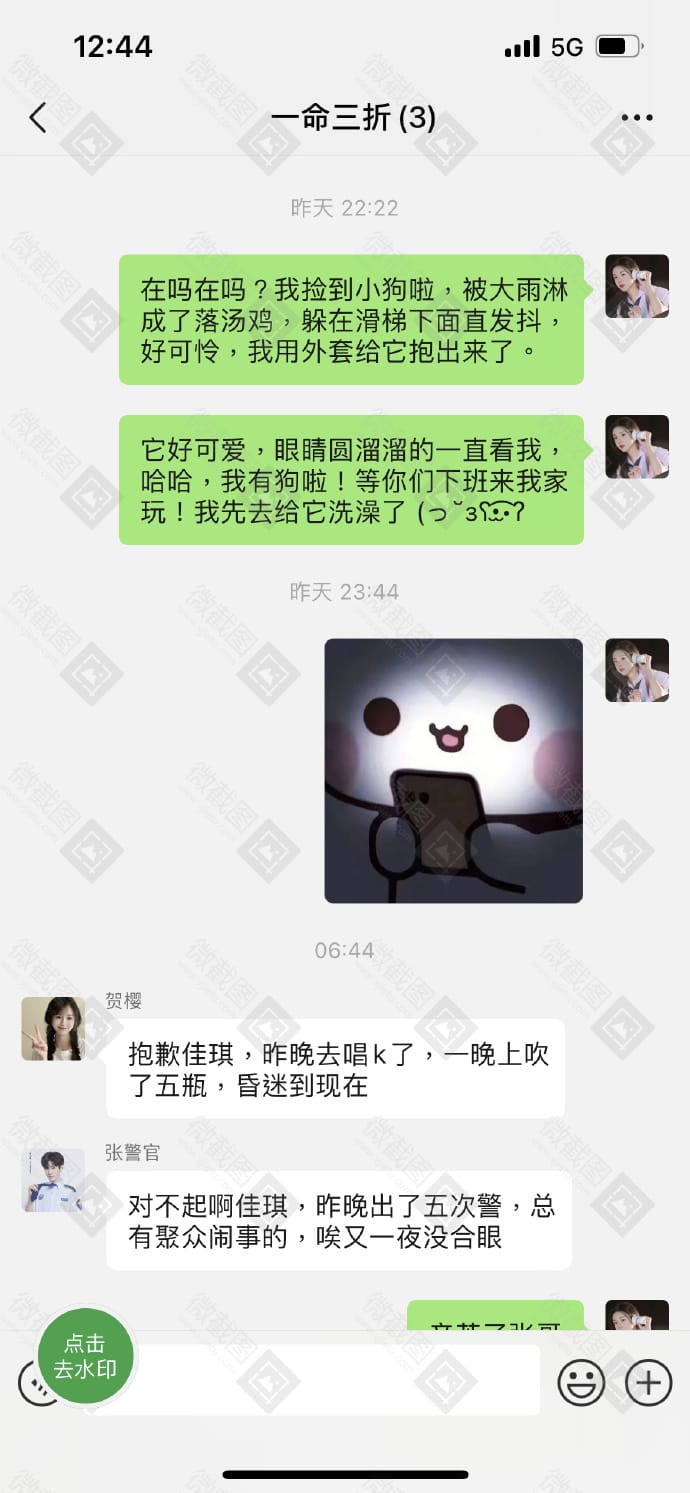 12:44
5G
一命三折 (3)
昨天 22:22
在吗在吗？我捡到小狗啦，被大雨淋
成了落汤鸡，躲在滑梯下面直发抖，
好可怜，我用外套给它抱出来了。
它好可爱，眼睛圆溜溜的一直看我，
哈哈，我有狗啦！等你们下班来我家
玩！我先去给它洗澡了
昨天 23:44
06:44
贺樱
抱歉佳琪，昨晚去唱k了，一晚上吹
了五瓶，昏迷到现在
张警官
对不起啊佳琪，昨晚出了五次警，总
有聚众闹事的，唉又一夜没合眼
辛苦了张哥
点击
去水印
微截图